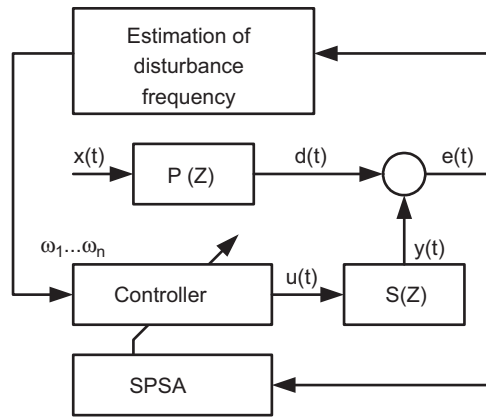 Estimation of
disturbance
frequency
x(t)
P (Z)
d(t)
e(t)
ω1...ωn
Controller
u(t)
y(t)
S(Z)
SPSA